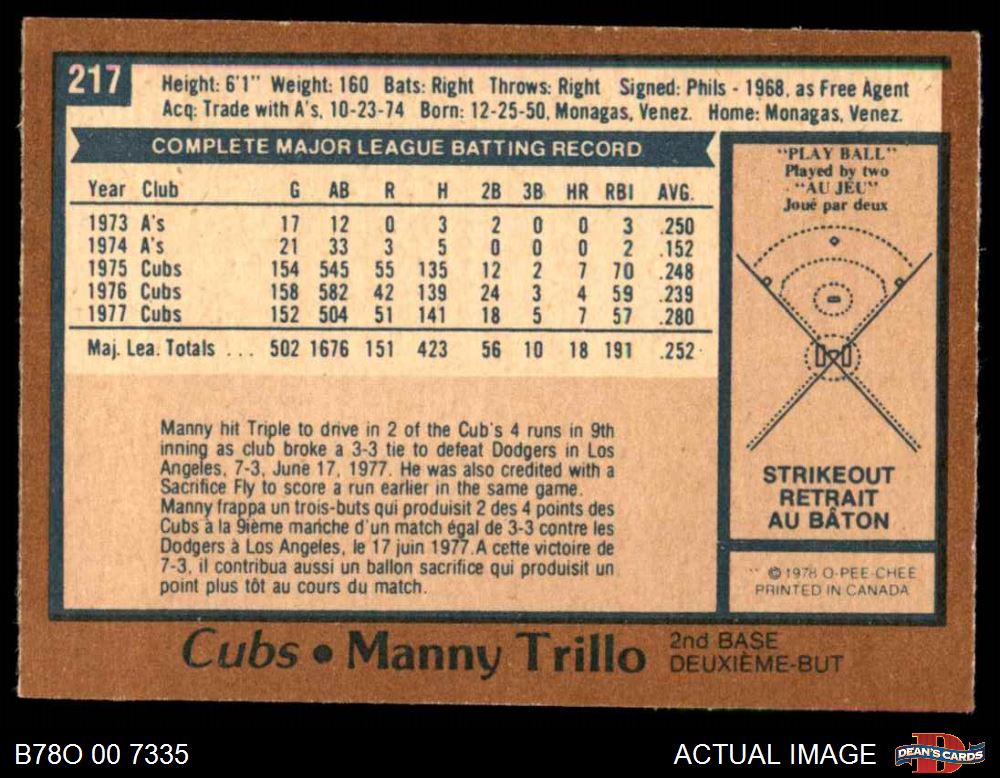 217
Height: 6'1" Weight: 160 Bats: Right Throws: Right Signed: Phils - 1968, as Free Agent
Acq: Trade with A's, 10-23-74 Born: 12-25-50, Monagas, Venez. Home: Monagas, Venez.
COMPLETE MAJOR LEAGUE BATTING RECORD
Year Club G AB R H 2B 3B HR RBI AVG.
1973 A's 17 12 0 3 2 0 0 3 .250
1974 A's 21 33 3 5 0 0 0 2 .152
1975 Cubs 154 545 55 135 12 2 7 70 .248
1976 Cubs 158 582 42 139 24 3 4 59 .239
1977 Cubs 152 504 51 141 18 5 7 57 .280
Maj. Lea. Totals ... 502 1676 151 423 56 10 18 191 .252
Manny hit Triple to drive in 2 of the Cub's 4 runs in 9th
inning as club broke a 3-3 tie to defeat Dodgers in Los
Angeles, 7-3, June 17, 1977. He was also credited with a
Sacrifice Fly to score a run earlier in the same game.
Manny frappa un trois-buts qui produisit 2 des 4 points des
Cubs à la 9ième manche d'un match égal de 3-3 contre les
Dodgers à Los Angeles, le 17 juin 1977. A cette victoire de
7-3, il contribua aussi un ballon sacrifice qui produisit un
point plus tôt au cours du match.
"PLAY BALL"
Played by two
"AU JEU"
Joué par deux
STRIKEOUT
RETRAIT
AU BÂTON
© 1978 O-PEE-CHEE
PRINTED IN CANADA
Cubs • Manny Trillo
2nd BASE
DEUXIÈME-BUT
B78O 00 7335
ACTUAL IMAGE
D
DEAN'S CARDS